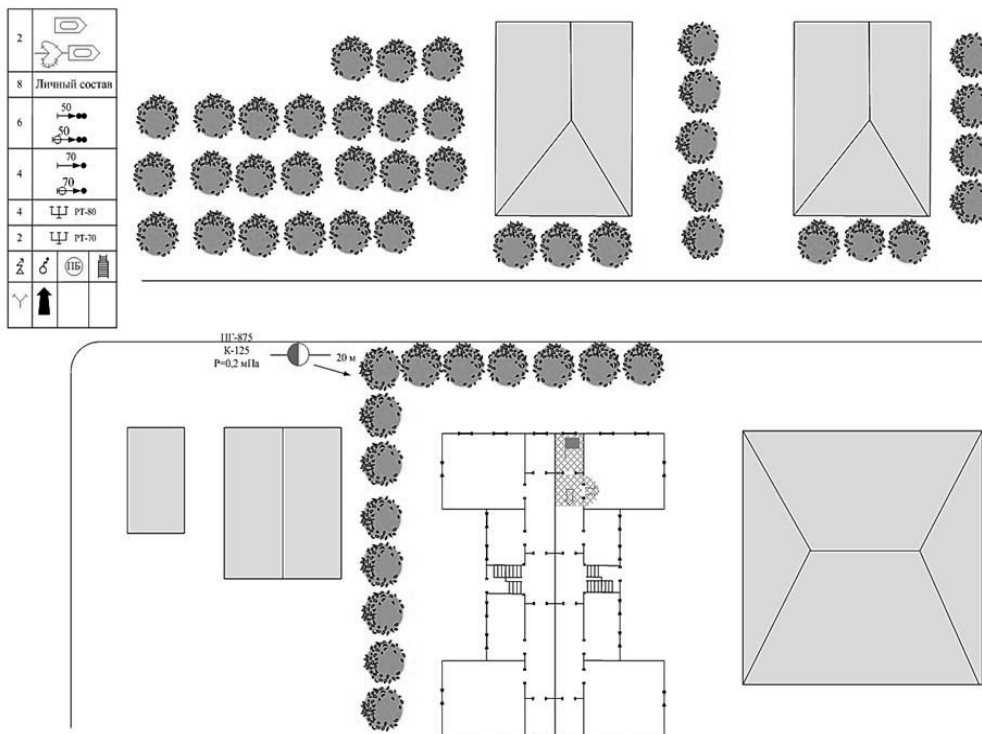 2
8 Личный состав
50
6
50
70
4
70
4 РТ-80
2 РТ-70
ПБ
ПГ-875
К-125
Р=0,2 мПа
20 м